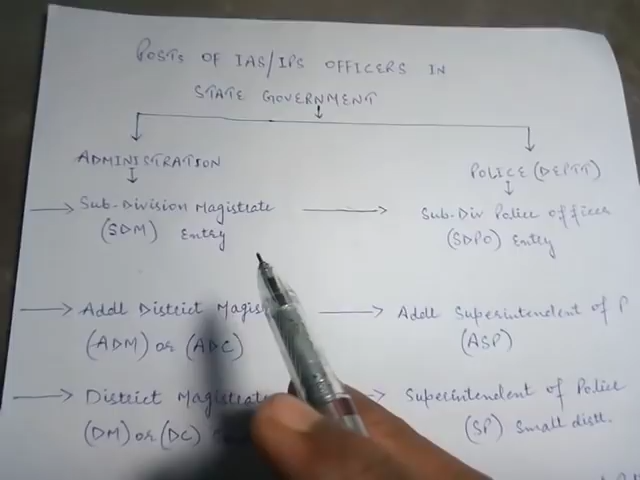 POSTS OF IAS/IPS OFFICERS IN
STATE GOVERNMENT
ADMINISTRATION
POLICE (DEPTT)
Sub-Division Magistrate
Sub-Div Police officer
(SDM) Entry
(SDPO) Entry
Addl District Magis
Addl Superintendent of P
(ADM) or (ADC)
(ASP)
District Magistrate
Superintendent of Police
(DM) or (DC)
(SP) Small distt.